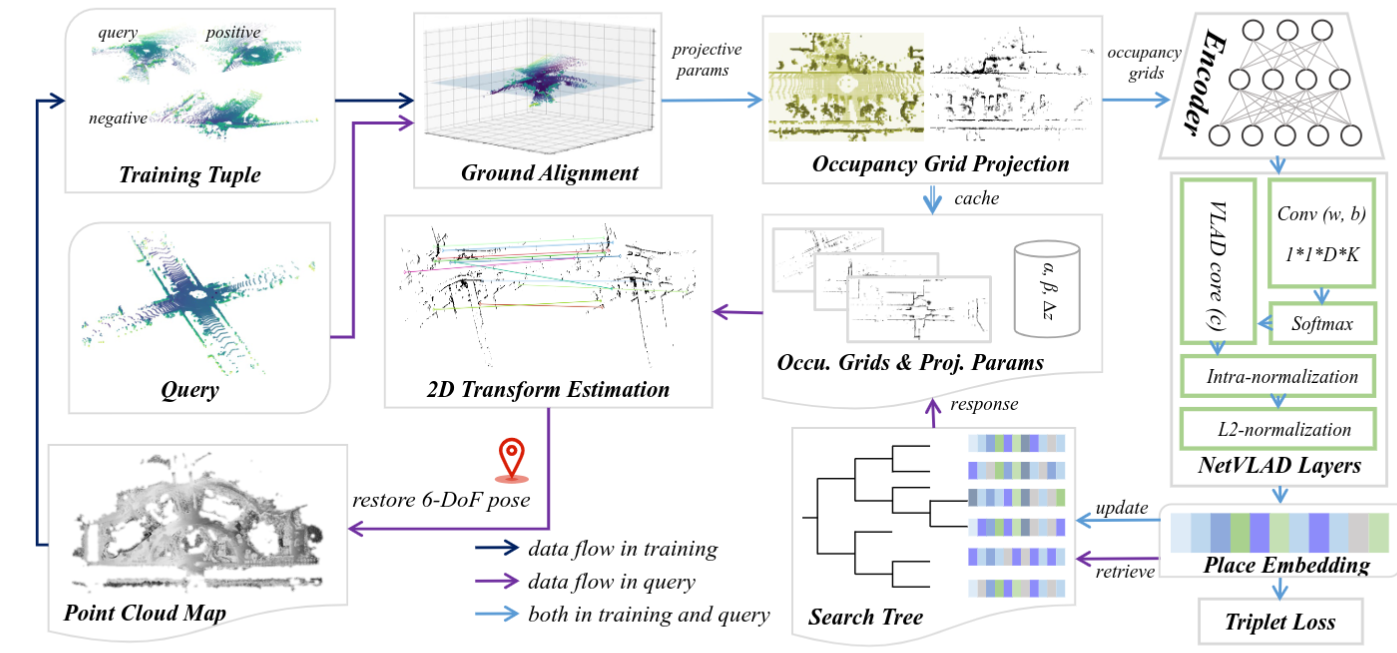 query
positive
negative
Training Tuple
Ground Alignment
projective
params
Occupancy Grid Projection
occupancy
grids
Encoder
cache
Query
2D Transform Estimation
α, β, Δz
Occu. Grids & Proj. Params
VLAD core (c)
Conv (w, b)
1*1*D*K
Softmax
Intra-normalization
L2-normalization
NetVLAD Layers
response
restore 6-DoF pose
Point Cloud Map
data flow in training
data flow in query
both in training and query
Search Tree
update
retrieve
Place Embedding
Triplet Loss